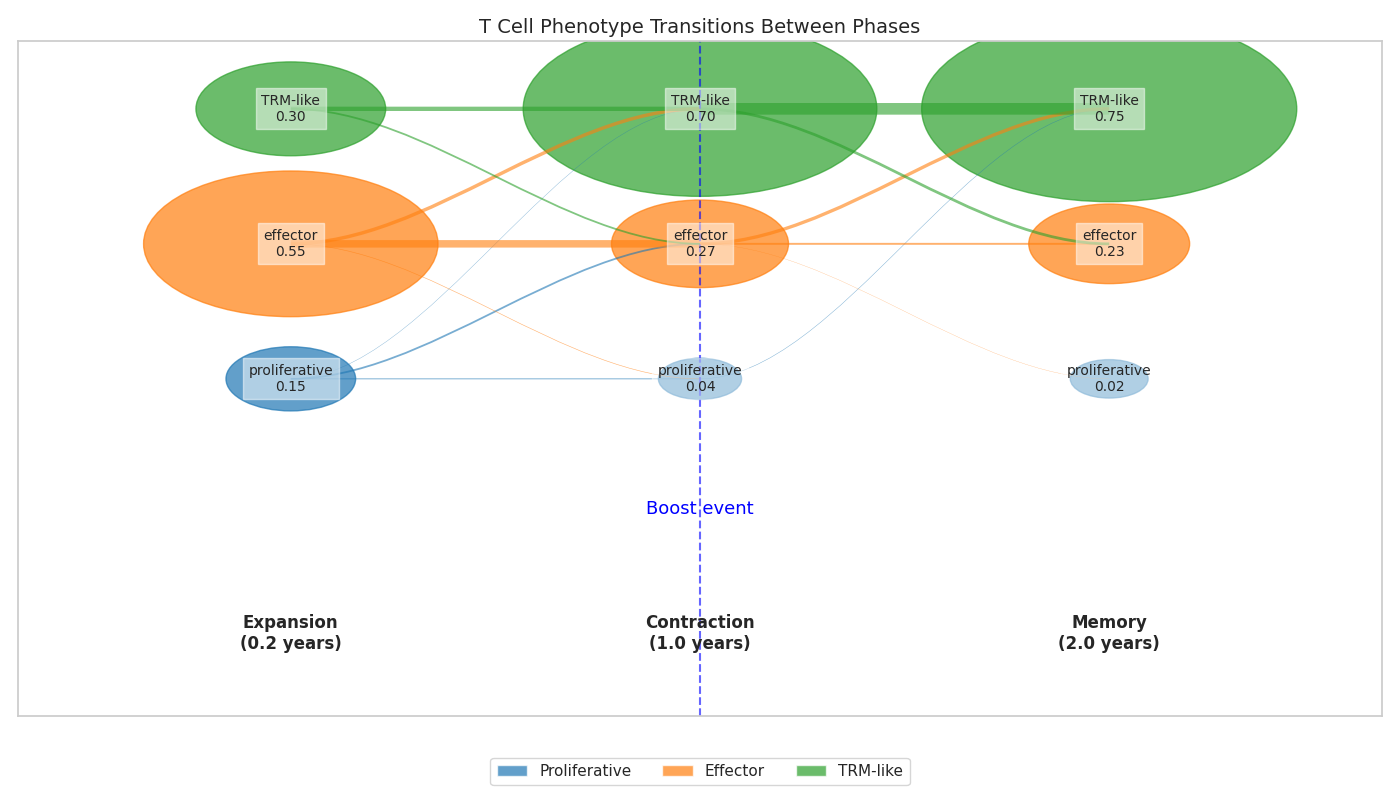 T Cell Phenotype Transitions Between Phases
TRM-like
0.30
TRM-like
0.70
TRM-like
0.75
effector
0.55
effector
0.27
effector
0.23
proliferative
0.15
proliferative
0.04
proliferative
0.02
Boost event
Expansion
(0.2 years)
Contraction
(1.0 years)
Memory
(2.0 years)
Proliferative
Effector
TRM-like